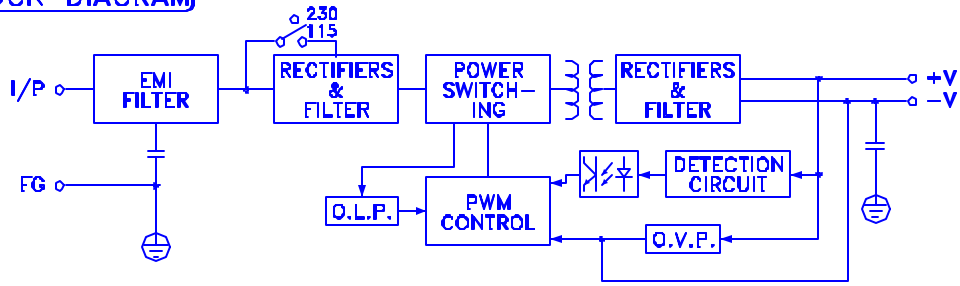 DIAGRAM
230
115
I/P
EMI
FILTER
RECTIFIERS
&
FILTER
POWER
SWITCH-
ING
RECTIFIERS
&
FILTER
+V
-V
FG
O.L.P.
PWM
CONTROL
DETECTION
CIRCUIT
O.V.P.